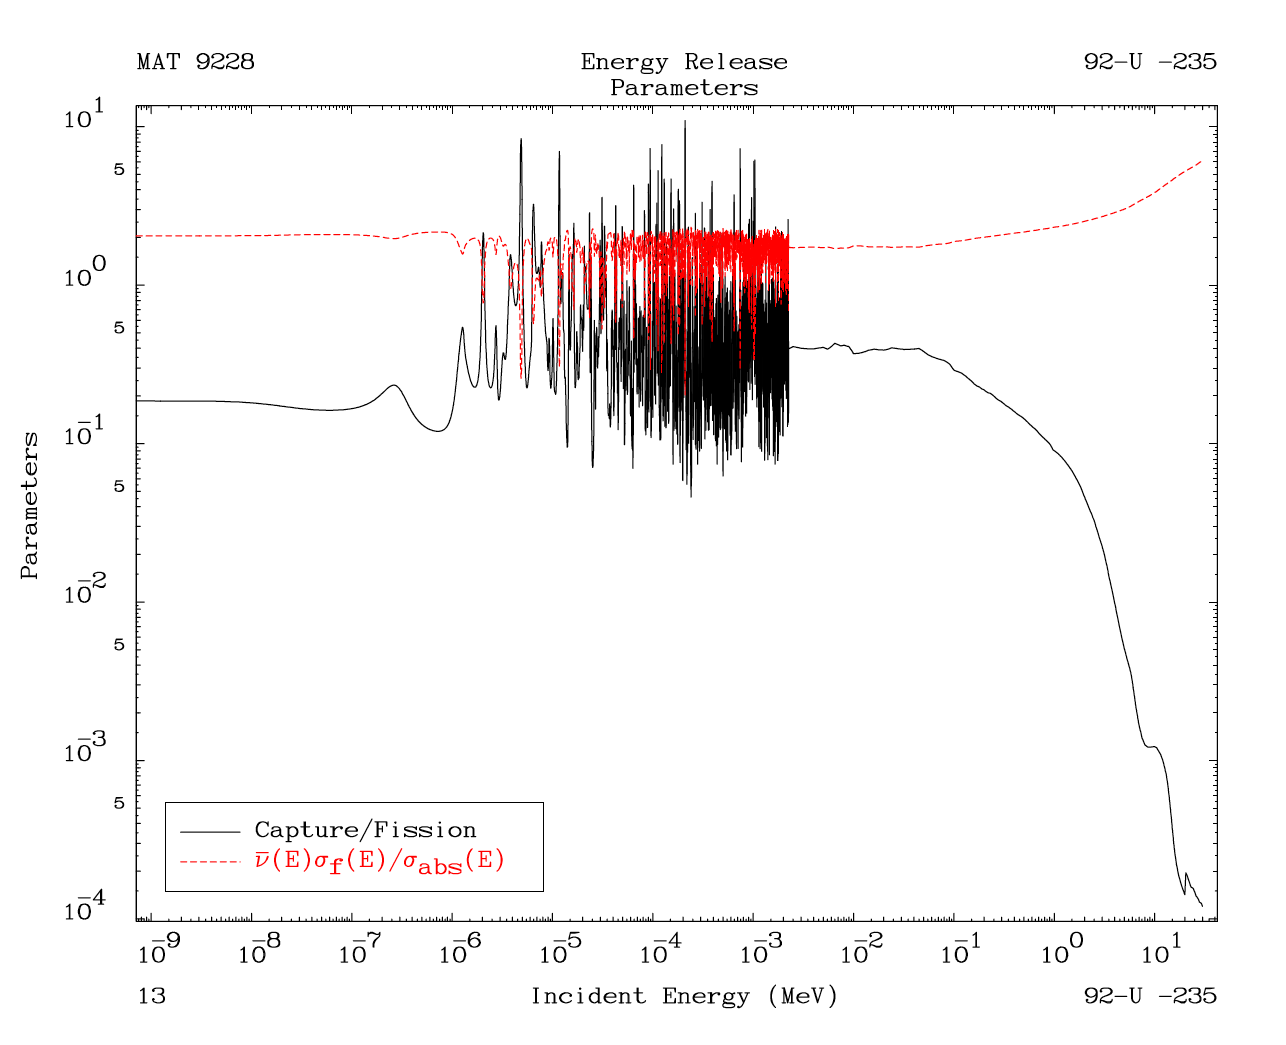 MAT 9228 Energy Release 92-U -235
Parameters
10^1
5
10^0
5
10^-1
5
10^-2
5
10^-3
5
10^-4
Parameters
Capture/Fission
ν̅(E)σ_f(E)/σ_abs(E)
10^-9 10^-8 10^-7 10^-6 10^-5 10^-4 10^-3 10^-2 10^-1 10^0 10^1
13 Incident Energy (MeV) 92-U -235